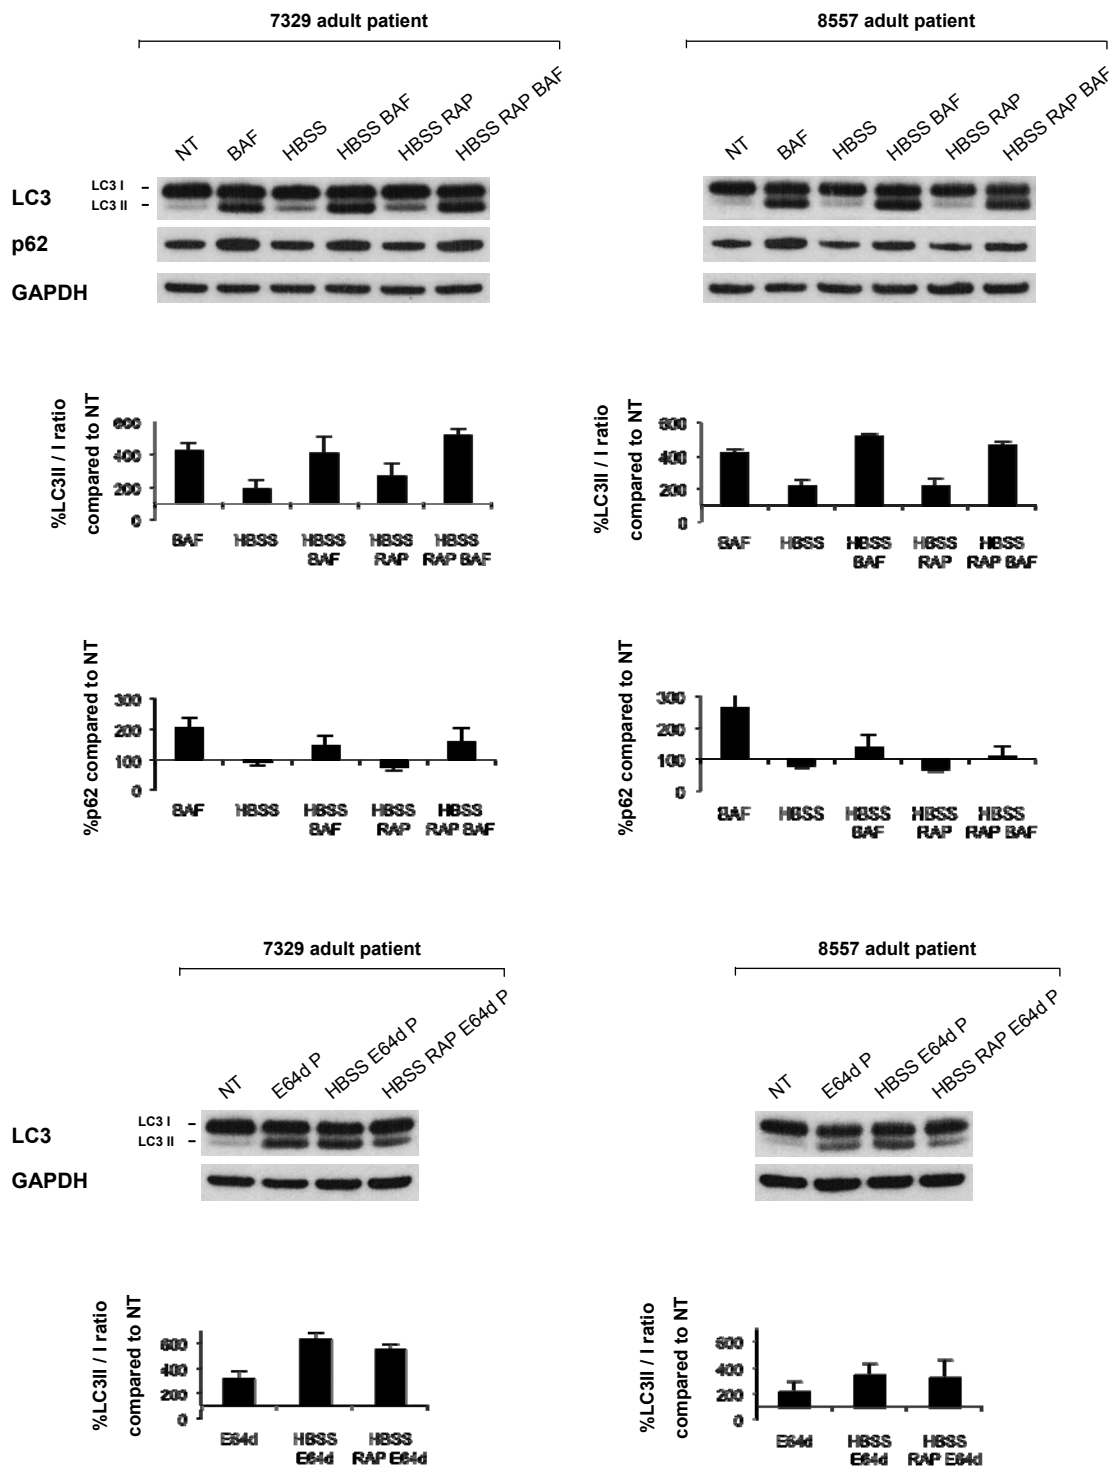 7329 adult patient
8557 adult patient
NT BAF HBSS HBSS BAF HBSS RAP HBSS RAP BAF
NT BAF HBSS HBSS BAF HBSS RAP HBSS RAP BAF
LC3
LC3 I –
LC3 II –
p62
GAPDH
%LC3II / I ratio
compared to NT
600
400
200
0
BAF HBSS HBSS HBSS HBSS
BAF RAP RAP BAF
%LC3II / I ratio
compared to NT
600
400
200
0
BAF HBSS HBSS HBSS HBSS
BAF RAP RAP BAF
%p62 compared to NT
300
200
100
0
BAF HBSS HBSS HBSS HBSS
BAF RAP RAP BAF
%p62 compared to NT
300
200
100
0
BAF HBSS HBSS HBSS HBSS
BAF RAP RAP BAF
7329 adult patient
8557 adult patient
NT E64d P HBSS E64d P HBSS RAP E64d P
NT E64d P HBSS E64d P HBSS RAP E64d P
LC3
LC3 I –
LC3 II –
GAPDH
%LC3II / I ratio
compared to NT
600
400
200
0
E64d HBSS HBSS
E64d RAP E64d
%LC3II / I ratio
compared to NT
600
400
200
0
E64d HBSS HBSS
E64d RAP E64d